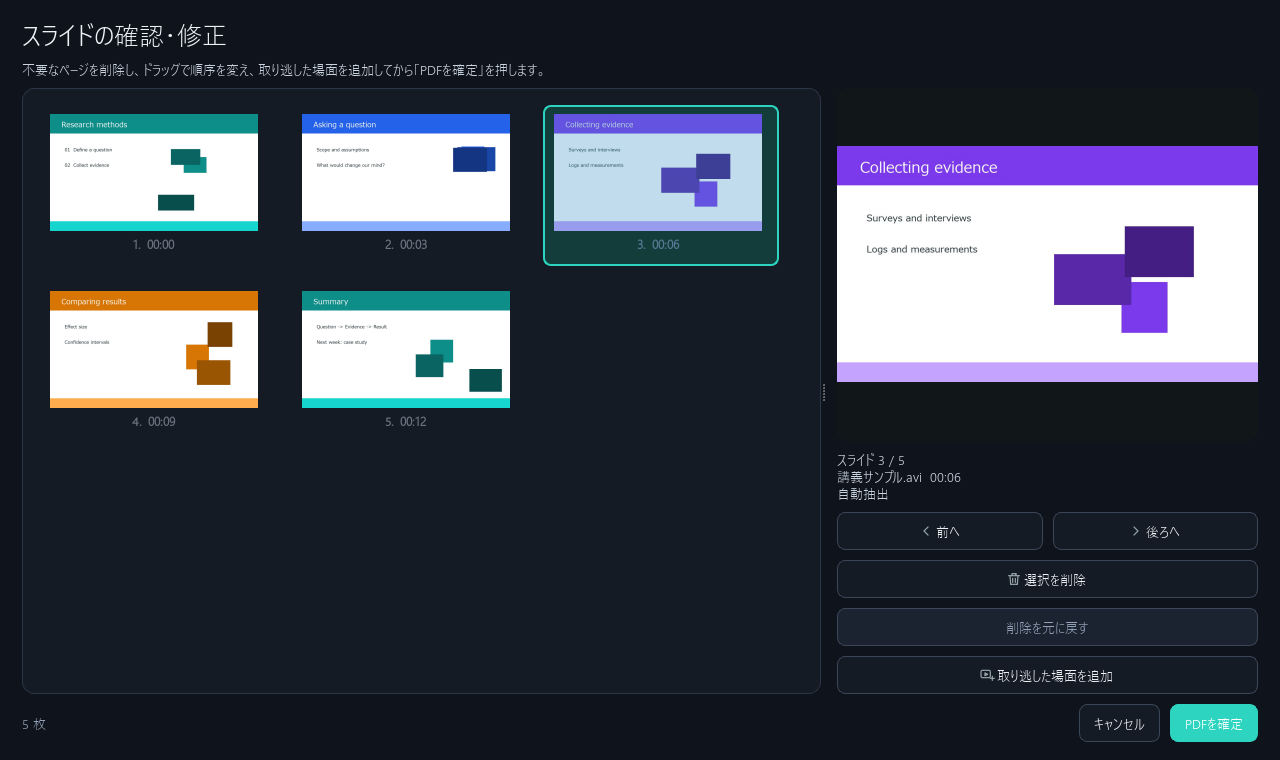 スライドの確認・修正
不要なページを削除し、ドラッグで順序を変え、取り逃した場面を追加してから「PDFを確定」を押します。
Research methods
01 Define a question
02 Collect evidence
1. 00:00
Asking a question
Scope and assumptions
What would change our mind?
2. 00:03
Collecting evidence
Surveys and interviews
Logs and measurements
3. 00:06
Comparing results
Effect size
Confidence intervals
4. 00:09
Summary
Question -> Evidence -> Result
Next week: case study
5. 00:12
Collecting evidence
Surveys and interviews
Logs and measurements
スライド 3 / 5
講義サンプル.avi 00:06
自動抽出
前へ
後ろへ
選択を削除
削除を元に戻す
取り逃した場面を追加
5 枚
キャンセル
PDFを確定